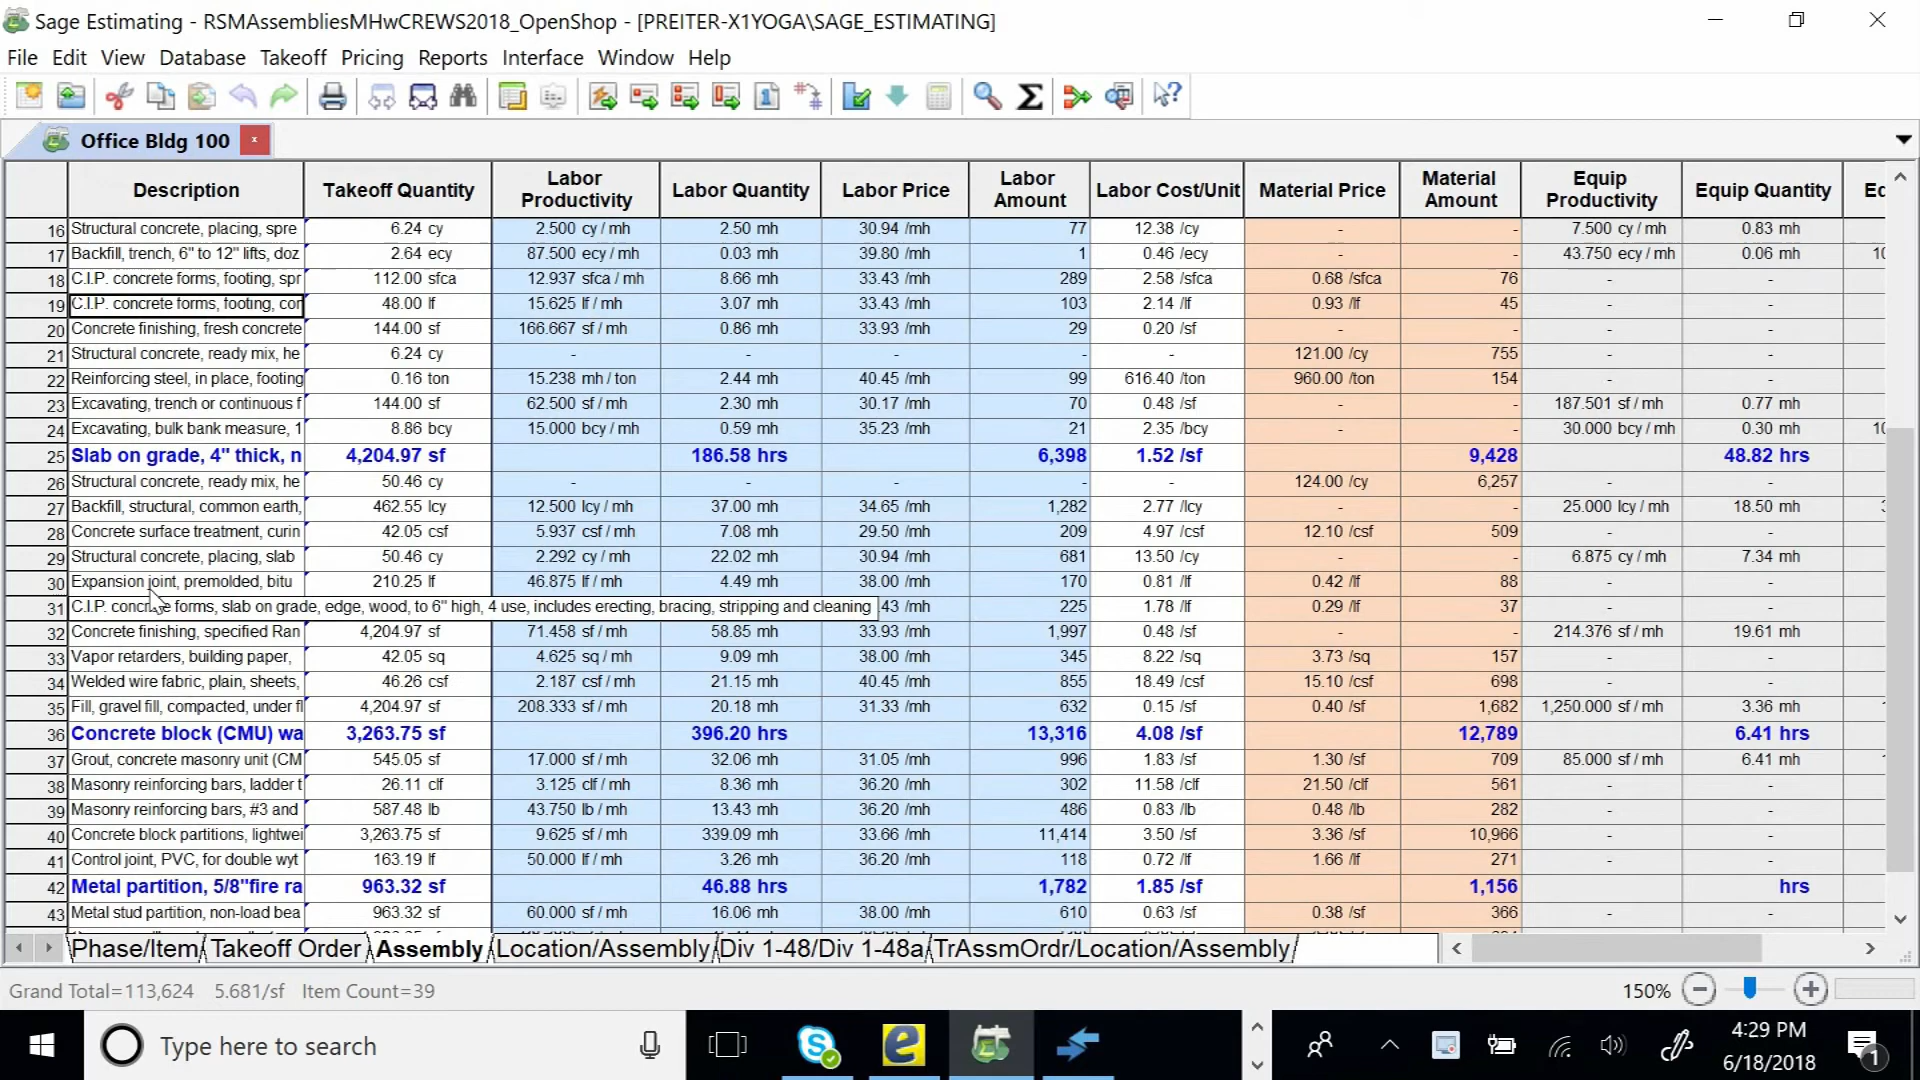 Sage Estimating - RSMAssembliesMHwCREWS2018_OpenShop - [PREITER-X1YOGA\SAGE_ESTIMATING]
File Edit View Database Takeoff Pricing Reports Interface Window Help
Office Bldg 100 x
Description Takeoff Quantity Labor Productivity Labor Quantity Labor Price Labor Amount Labor Cost/Unit Material Price Material Amount Equip Productivity Equip Quantity Ec
16 Structural concrete, placing, spre 6.24 cy 2.500 cy / mh 2.50 mh 30.94 /mh 77 12.38 /cy - - 7.500 cy / mh 0.83 mh
17 Backfill, trench, 6" to 12" lifts, doz 2.64 ecy 87.500 ecy / mh 0.03 mh 39.80 /mh 1 0.46 /ecy - - 43.750 ecy / mh 0.06 mh 10
18 C.I.P. concrete forms, footing, spr 112.00 sfca 12.937 sfca / mh 8.66 mh 33.43 /mh 289 2.58 /sfca 0.68 /sfca 76 - -
19 C.I.P. concrete forms, footing, cor 48.00 lf 15.625 lf / mh 3.07 mh 33.43 /mh 103 2.14 /lf 0.93 /lf 45 - -
20 Concrete finishing, fresh concrete 144.00 sf 166.667 sf / mh 0.86 mh 33.93 /mh 29 0.20 /sf - - - -
21 Structural concrete, ready mix, he 6.24 cy - - - - - 121.00 /cy 755 - -
22 Reinforcing steel, in place, footing 0.16 ton 15.238 mh / ton 2.44 mh 40.45 /mh 99 616.40 /ton 960.00 /ton 154 - -
23 Excavating, trench or continuous f 144.00 sf 62.500 sf / mh 2.30 mh 30.17 /mh 70 0.48 /sf - - 187.501 sf / mh 0.77 mh
24 Excavating, bulk bank measure, 1 8.86 bcy 15.000 bcy / mh 0.59 mh 35.23 /mh 21 2.35 /bcy - - 30.000 bcy / mh 0.30 mh 10
25 Slab on grade, 4" thick, n 4,204.97 sf 186.58 hrs 6,398 1.52 /sf 9,428 48.82 hrs
26 Structural concrete, ready mix, he 50.46 cy - - - - - 124.00 /cy 6,257 - -
27 Backfill, structural, common earth, 462.55 lcy 12.500 lcy / mh 37.00 mh 34.65 /mh 1,282 2.77 /lcy - - 25.000 lcy / mh 18.50 mh
28 Concrete surface treatment, curin 42.05 csf 5.937 csf / mh 7.08 mh 29.50 /mh 209 4.97 /csf 12.10 /csf 509 - -
29 Structural concrete, placing, slab 50.46 cy 2.292 cy / mh 22.02 mh 30.94 /mh 681 13.50 /cy - - 6.875 cy / mh 7.34 mh
30 Expansion joint, premolded, bitu 210.25 lf 46.875 lf / mh 4.49 mh 38.00 /mh 170 0.81 /lf 0.42 /lf 88 - -
31 C.I.P. concrete forms, slab on grade, edge, wood, to 6" high, 4 use, includes erecting, bracing, stripping and cleaning .43 /mh 225 1.78 /lf 0.29 /lf 37 - -
32 Concrete finishing, specified Ran 4,204.97 sf 71.458 sf / mh 58.85 mh 33.93 /mh 1,997 0.48 /sf - - 214.376 sf / mh 19.61 mh
33 Vapor retarders, building paper, 42.05 sq 4.625 sq / mh 9.09 mh 38.00 /mh 345 8.22 /sq 3.73 /sq 157 - -
34 Welded wire fabric, plain, sheets, 46.26 csf 2.187 csf / mh 21.15 mh 40.45 /mh 855 18.49 /csf 15.10 /csf 698 - -
35 Fill, gravel fill, compacted, under fl 4,204.97 sf 208.333 sf / mh 20.18 mh 31.33 /mh 632 0.15 /sf 0.40 /sf 1,682 1,250.000 sf / mh 3.36 mh
36 Concrete block (CMU) wa 3,263.75 sf 396.20 hrs 13,316 4.08 /sf 12,789 6.41 hrs
37 Grout, concrete masonry unit (CM 545.05 sf 17.000 sf / mh 32.06 mh 31.05 /mh 996 1.83 /sf 1.30 /sf 709 85.000 sf / mh 6.41 mh
38 Masonry reinforcing bars, ladder t 26.11 clf 3.125 clf / mh 8.36 mh 36.20 /mh 302 11.58 /clf 21.50 /clf 561 - -
39 Masonry reinforcing bars, #3 and 587.48 lb 43.750 lb / mh 13.43 mh 36.20 /mh 486 0.83 /lb 0.48 /lb 282 - -
40 Concrete block partitions, lightwei 3,263.75 sf 9.625 sf / mh 339.09 mh 33.66 /mh 11,414 3.50 /sf 3.36 /sf 10,966 - -
41 Control joint, PVC, for double wyt 163.19 lf 50.000 lf / mh 3.26 mh 36.20 /mh 118 0.72 /lf 1.66 /lf 271 - -
42 Metal partition, 5/8"fire ra 963.32 sf 46.88 hrs 1,782 1.85 /sf 1,156 hrs
43 Metal stud partition, non-load bea 963.32 sf 60.000 sf / mh 16.06 mh 38.00 /mh 610 0.63 /sf 0.38 /sf 366 - -
Phase/Item Takeoff Order Assembly Location/Assembly Div 1-48/Div 1-48a TrAssmOrdr/Location/Assembly
Grand Total=113,624 5.681/sf Item Count=39 150%
Type here to search
4:29 PM
6/18/2018
1